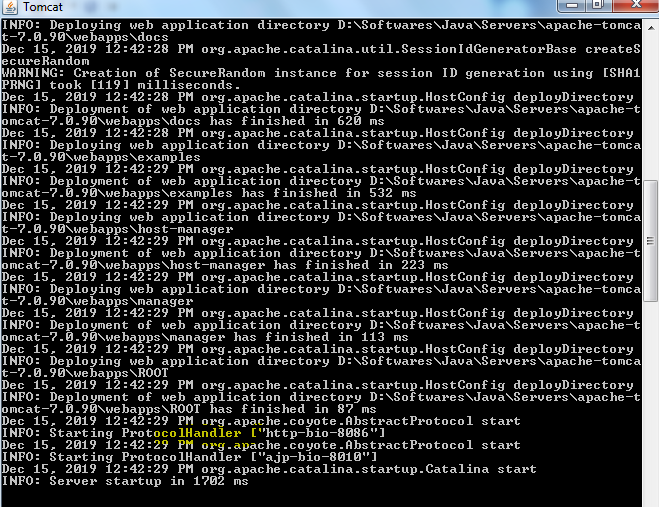 Tomcat
INFO: Deploying web application directory D:\Softwares\Java\Servers\apache-tomca
t-7.0.90\webapps\docs
Dec 15, 2019 12:42:28 PM org.apache.catalina.util.SessionIdGeneratorBase createS
ecureRandom
WARNING: Creation of SecureRandom instance for session ID generation using [SHA1
PRNG] took [119] milliseconds.
Dec 15, 2019 12:42:28 PM org.apache.catalina.startup.HostConfig deployDirectory
INFO: Deployment of web application directory D:\Softwares\Java\Servers\apache-t
omcat-7.0.90\webapps\docs has finished in 620 ms
Dec 15, 2019 12:42:28 PM org.apache.catalina.startup.HostConfig deployDirectory
INFO: Deploying web application directory D:\Softwares\Java\Servers\apache-tomca
t-7.0.90\webapps\examples
Dec 15, 2019 12:42:29 PM org.apache.catalina.startup.HostConfig deployDirectory
INFO: Deployment of web application directory D:\Softwares\Java\Servers\apache-t
omcat-7.0.90\webapps\examples has finished in 532 ms
Dec 15, 2019 12:42:29 PM org.apache.catalina.startup.HostConfig deployDirectory
INFO: Deploying web application directory D:\Softwares\Java\Servers\apache-tomca
t-7.0.90\webapps\host-manager
Dec 15, 2019 12:42:29 PM org.apache.catalina.startup.HostConfig deployDirectory
INFO: Deployment of web application directory D:\Softwares\Java\Servers\apache-t
omcat-7.0.90\webapps\host-manager has finished in 223 ms
Dec 15, 2019 12:42:29 PM org.apache.catalina.startup.HostConfig deployDirectory
INFO: Deploying web application directory D:\Softwares\Java\Servers\apache-tomca
t-7.0.90\webapps\manager
Dec 15, 2019 12:42:29 PM org.apache.catalina.startup.HostConfig deployDirectory
INFO: Deployment of web application directory D:\Softwares\Java\Servers\apache-t
omcat-7.0.90\webapps\manager has finished in 113 ms
Dec 15, 2019 12:42:29 PM org.apache.catalina.startup.HostConfig deployDirectory
INFO: Deploying web application directory D:\Softwares\Java\Servers\apache-tomca
t-7.0.90\webapps\ROOT
Dec 15, 2019 12:42:29 PM org.apache.catalina.startup.HostConfig deployDirectory
INFO: Deployment of web application directory D:\Softwares\Java\Servers\apache-t
omcat-7.0.90\webapps\ROOT has finished in 87 ms
Dec 15, 2019 12:42:29 PM org.apache.coyote.AbstractProtocol start
INFO: Starting ProtocolHandler ["http-bio-8086"]
Dec 15, 2019 12:42:29 PM org.apache.coyote.AbstractProtocol start
INFO: Starting ProtocolHandler ["ajp-bio-8010"]
Dec 15, 2019 12:42:29 PM org.apache.catalina.startup.Catalina start
INFO: Server startup in 1702 ms